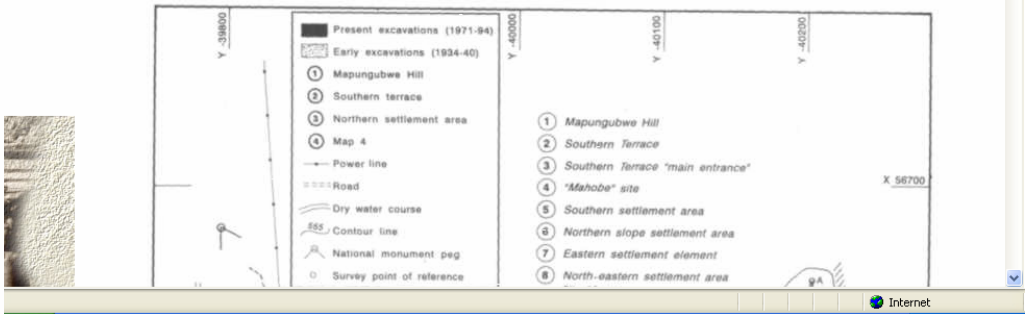 Y -39800
Present excavations (1971-94)
Early excavations (1934-40)
1 Mapungubwe Hill
2 Southern terrace
3 Northern settlement area
4 Map 4
Power line
Road
Dry water course
555 Contour line
National monument peg
Survey point of reference
Y -40000
Y -40100
Y -40200
1 Mapungubwe Hill
2 Southern Terrace
3 Southern Terrace "main entrance"
4 "Mahobe" site
5 Southern settlement area
6 Northern slope settlement area
7 Eastern settlement element
8 North-eastern settlement area
X 56700
A
Internet